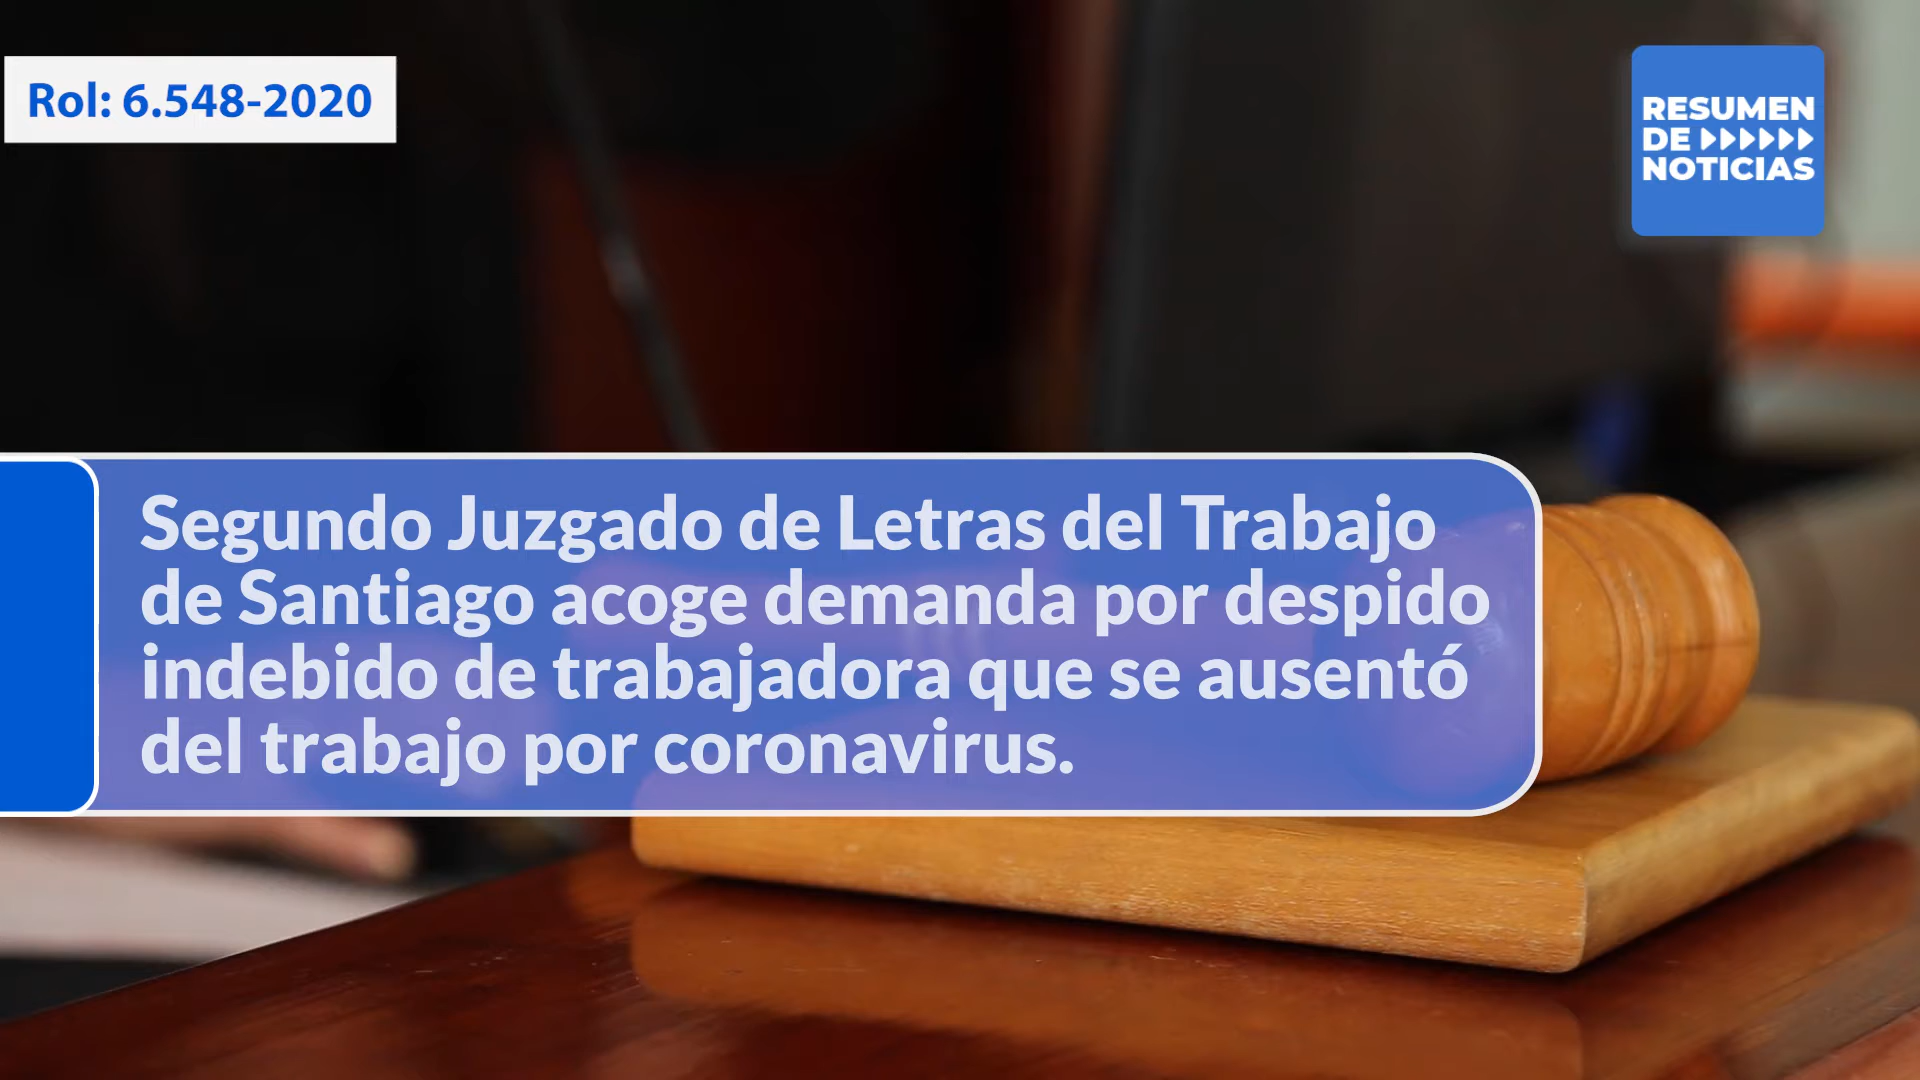 Rol: 6.548-2020
RESUMEN
DE
NOTICIAS
Segundo Juzgado de Letras del Trabajo
de Santiago acoge demanda por despido
indebido de trabajadora que se ausentó
del trabajo por coronavirus.